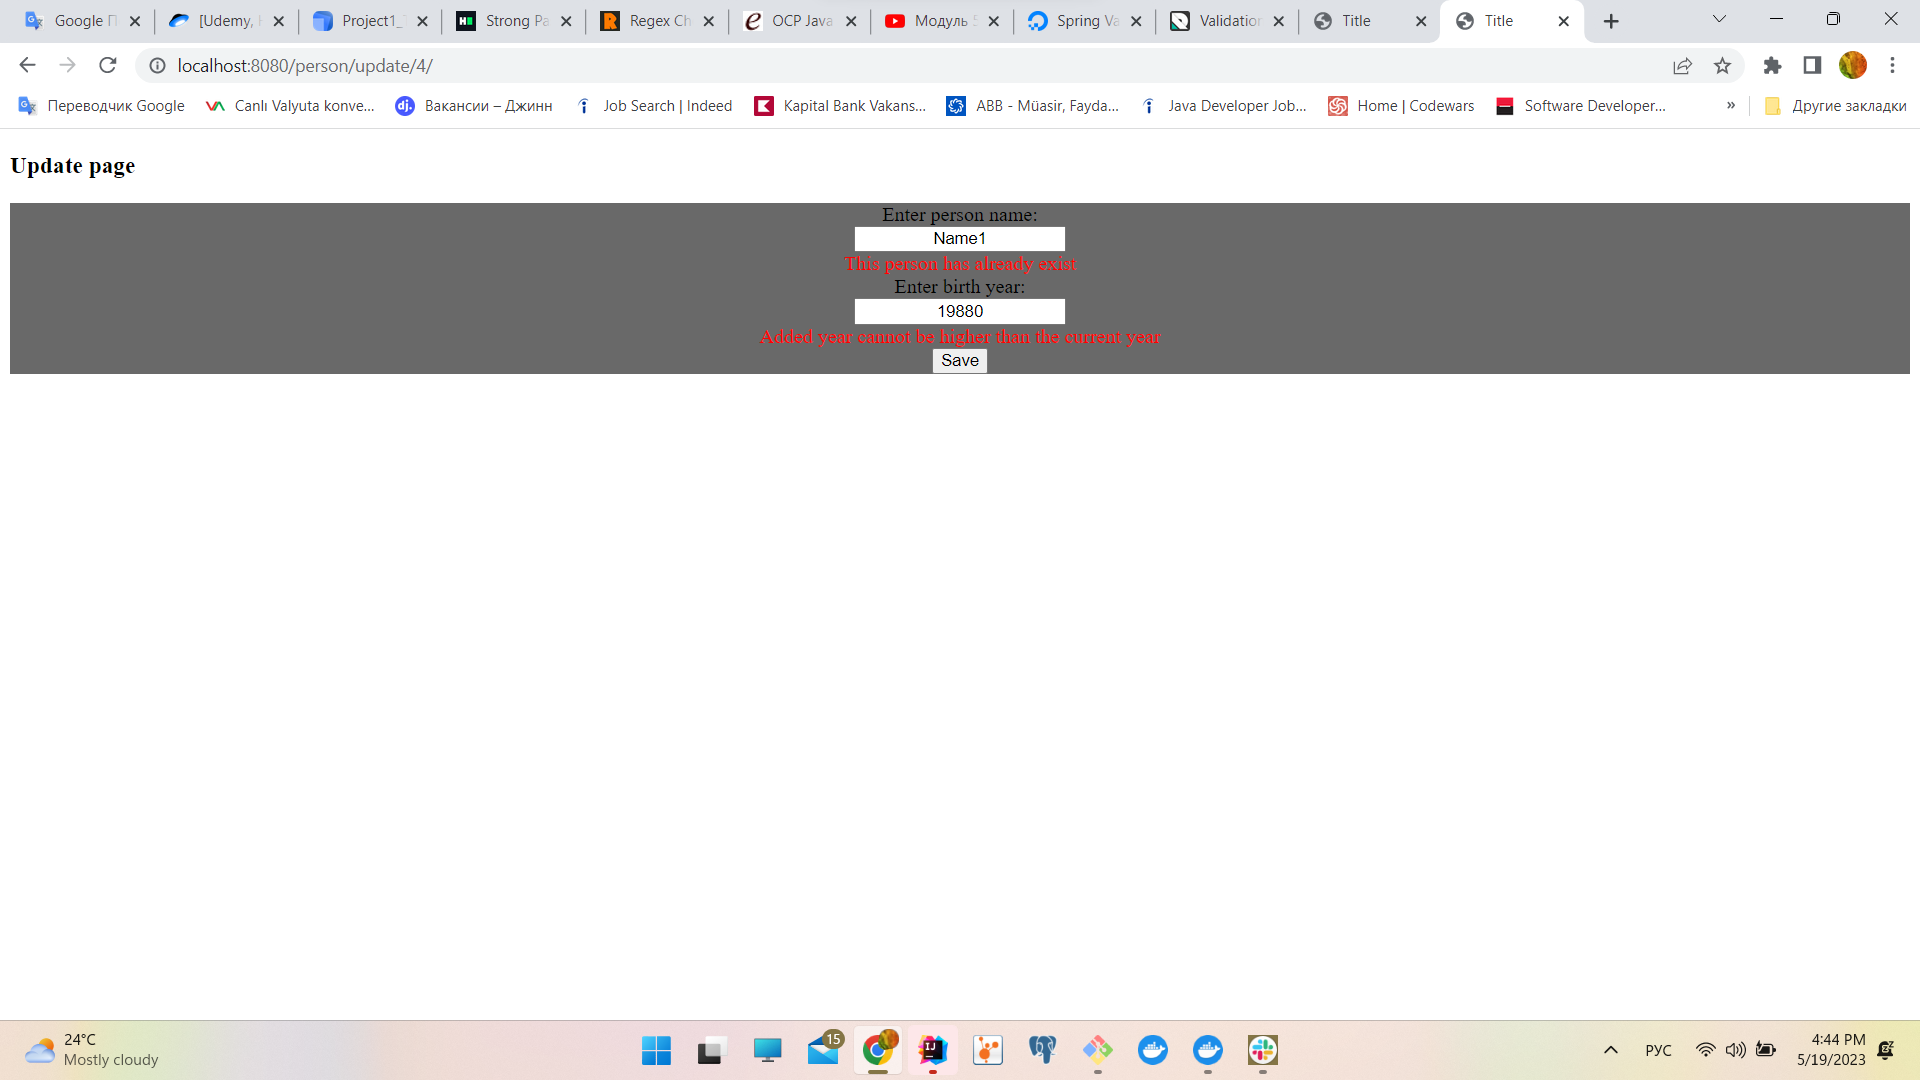 Google П
[Udemy,
Project1_
Strong Pa
Regex Ch
OCP Java
Модуль
Spring Va
Validation
Title
Title
localhost:8080/person/update/4/
Переводчик Google
Canlı Valyuta konve...
dj.
Вакансии – Джинн
Job Search | Indeed
Kapital Bank Vakans...
ABB - Müasir, Fayda...
Java Developer Job...
Home | Codewars
Software Developer...
»
Другие закладки
Update page
Enter person name:
Name1
This person has already exist
Enter birth year:
19880
Added year cannot be higher than the current year
Save
24°C
Mostly cloudy
15
IJ
РУС
4:44 PM
5/19/2023